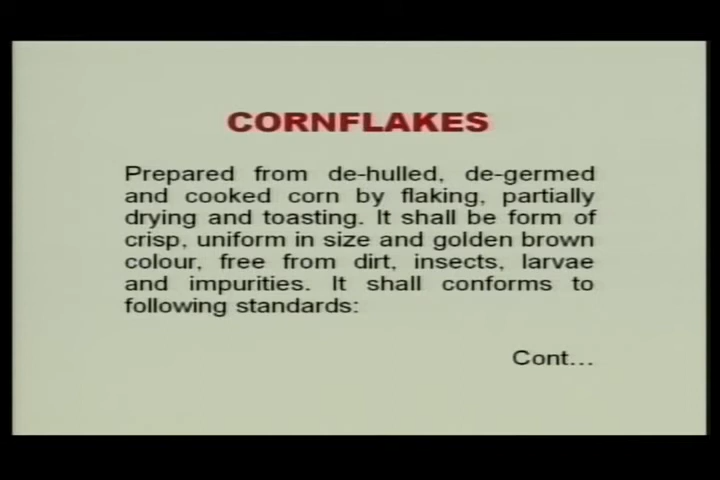 CORNFLAKES
Prepared from de-hulled, de-germed
and cooked corn by flaking, partially
drying and toasting. It shall be form of
crisp, uniform in size and golden brown
colour, free from dirt, insects, larvae
and impurities. It shall conforms to
following standards:
Cont...